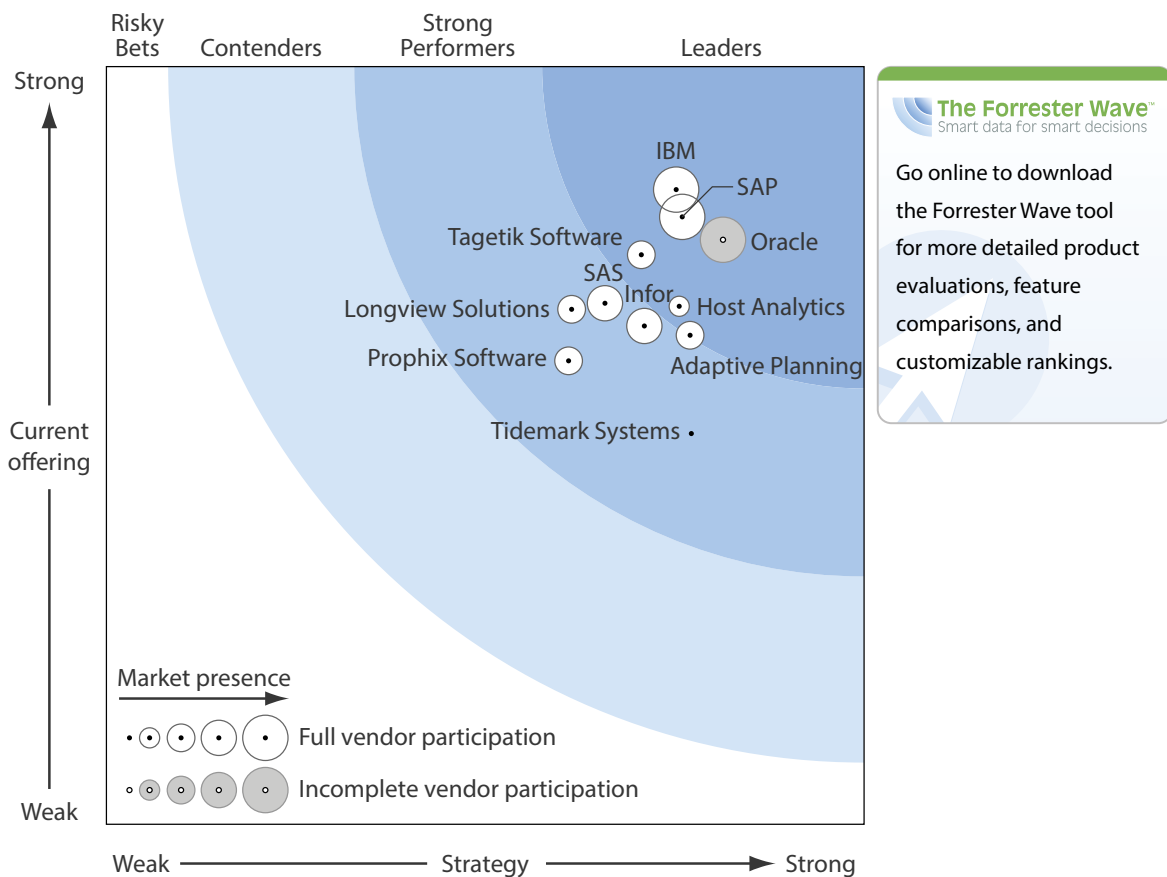 Risky
Bets
Contenders
Strong
Performers
Leaders
Strong
Current
offering
Weak
IBM
SAP
Tagetik Software
Oracle
SAS
Infor
Longview Solutions
Host Analytics
Prophix Software
Adaptive Planning
Tidemark Systems
Market presence
Full vendor participation
Incomplete vendor participation
Weak
Strategy
Strong
The Forrester Wave™
Smart data for smart decisions
Go online to download
the Forrester Wave tool
for more detailed product
evaluations, feature
comparisons, and
customizable rankings.